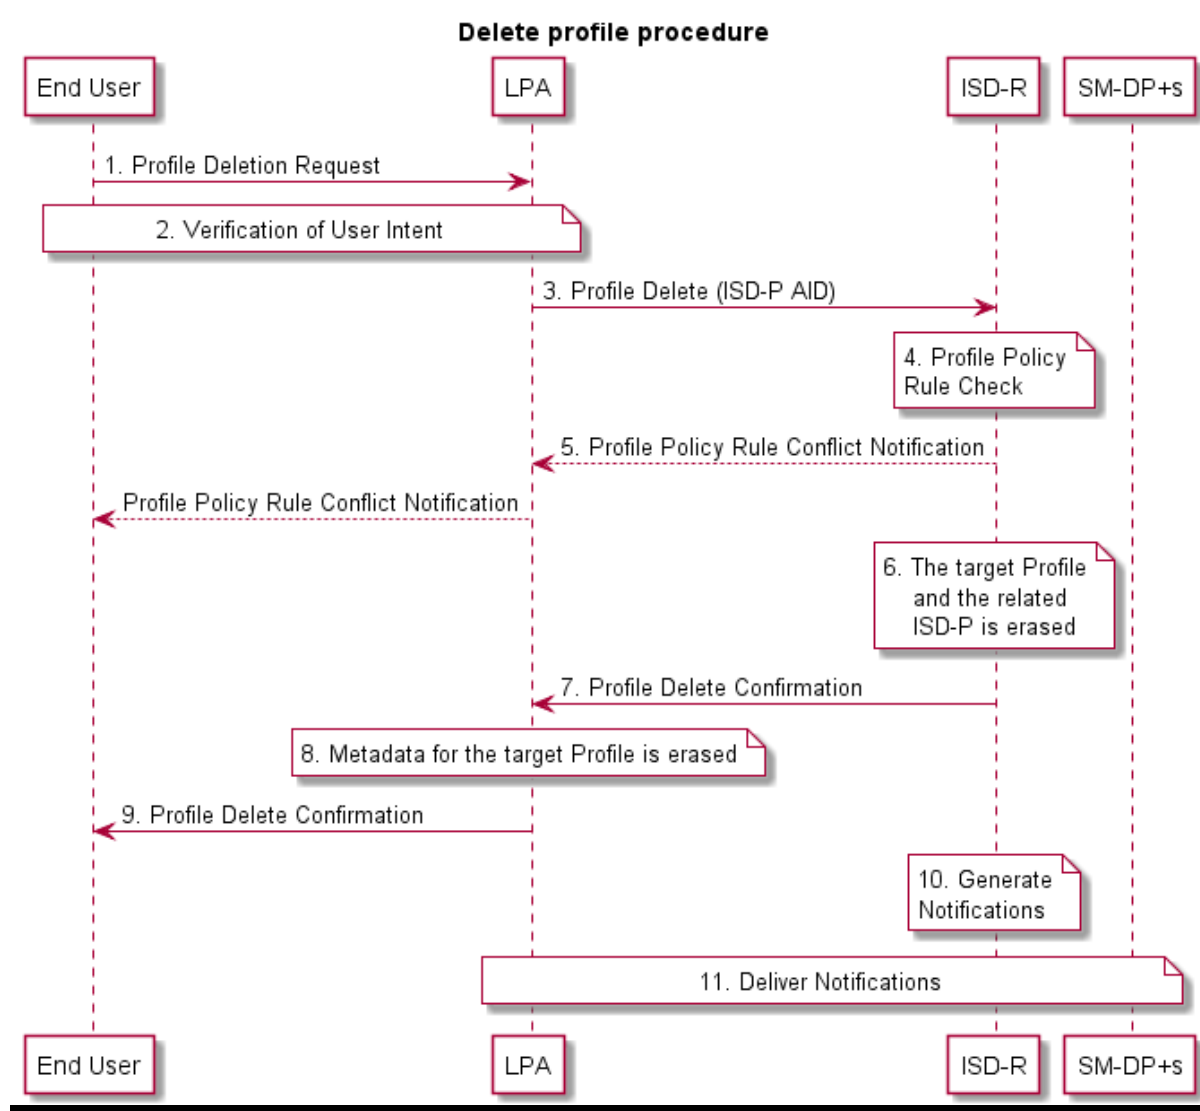 Delete profile procedure
End User
LPA
ISD-R
SM-DP+s
1. Profile Deletion Request
2. Verification of User Intent
3. Profile Delete (ISD-P AID)
4. Profile Policy
Rule Check
5. Profile Policy Rule Conflict Notification
Profile Policy Rule Conflict Notification
6. The target Profile
and the related
ISD-P is erased
7. Profile Delete Confirmation
8. Metadata for the target Profile is erased
9. Profile Delete Confirmation
10. Generate
Notifications
11. Deliver Notifications
End User
LPA
ISD-R
SM-DP+s